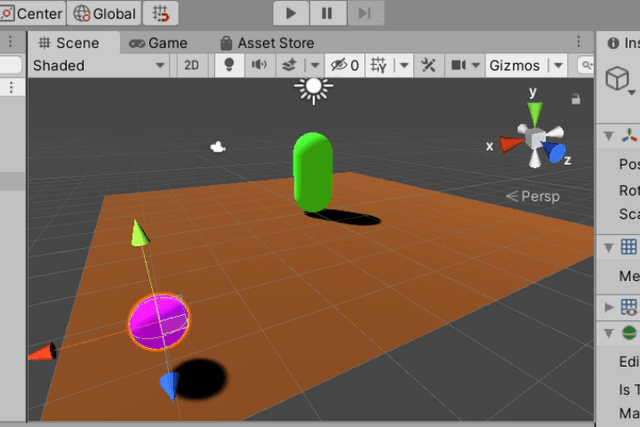 Center Global
Scene Game Asset Store
Shaded 2D 0 Gizmos
y
x
z
Persp
Ins
Pos
Rot
Sca
Me
Edi
Is T
Ma